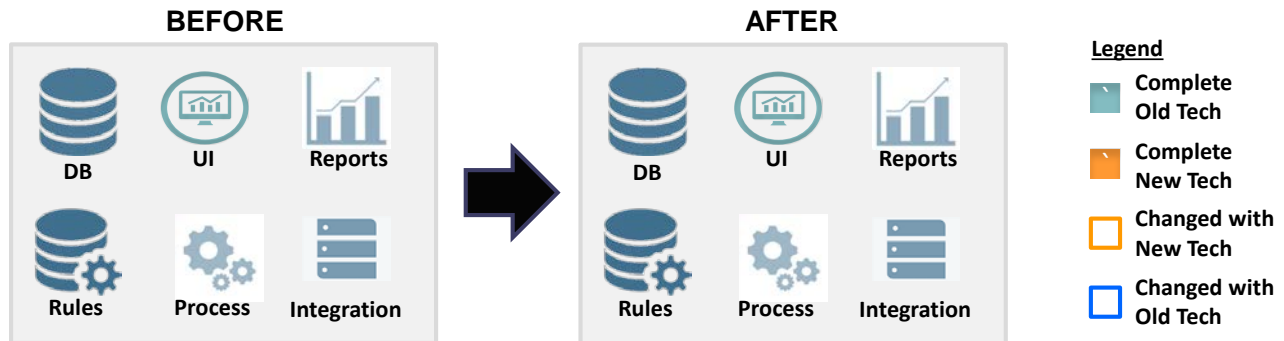 BEFORE
DB
UI
Reports
Rules
Process
Integration
AFTER
DB
UI
Reports
Rules
Process
Integration
Legend
`
Complete
Old Tech
`
Complete
New Tech
Changed with
New Tech
Changed with
Old Tech